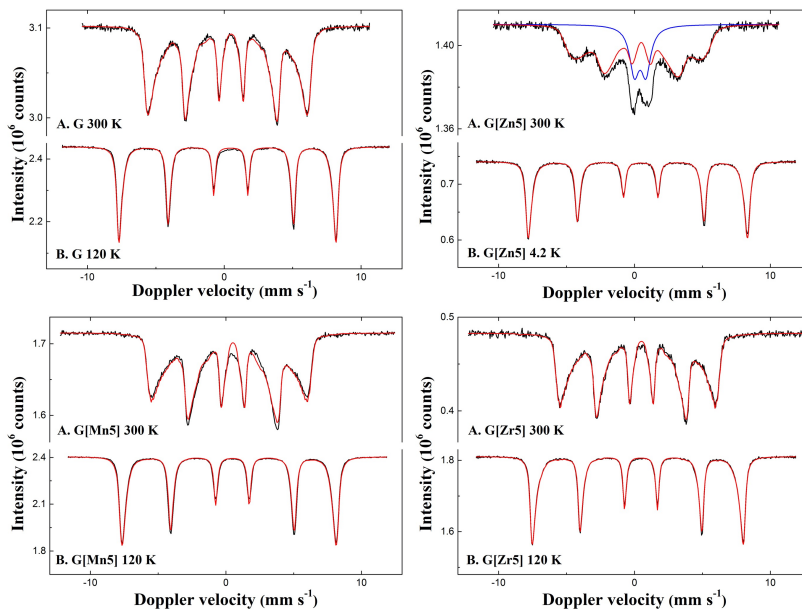 3.1
3.0
A. G 300 K
2.4
2.2
B. G 120 K
-10
0
10
Doppler velocity (mm s-1)
Intensity (10⁶ counts)
1.40
1.36
A. G[Zn5] 300 K
0.7
0.6
B. G[Zn5] 4.2 K
-10
0
10
Doppler velocity (mm s-1)
Intensity (10⁶ counts)
1.7
1.6
A. G[Mn5] 300 K
2.4
2.1
1.8
B. G[Mn5] 120 K
-10
0
10
Doppler velocity (mm s-1)
Intensity (10⁶ counts)
0.5
0.4
A. G[Zr5] 300 K
1.8
1.6
B. G[Zr5] 120 K
-10
0
10
Doppler velocity (mm s-1)
Intensity (10⁶ counts)